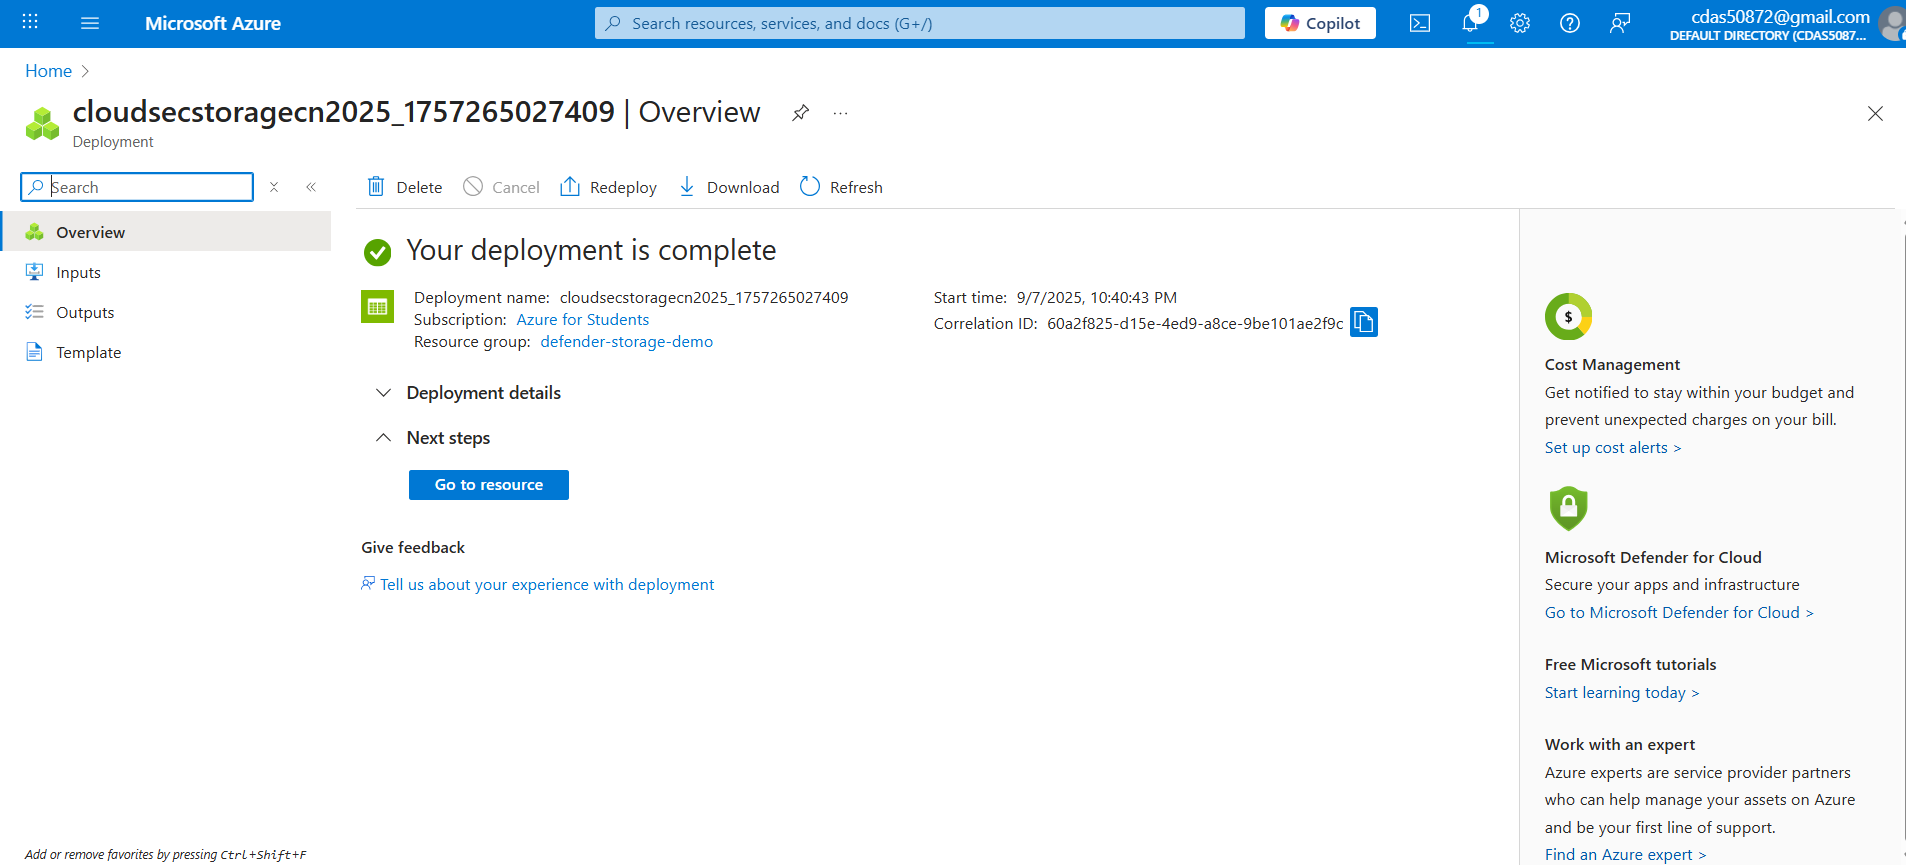 Microsoft Azure
Search resources, services, and docs (G+/)
Copilot
1
cdas50872@gmail.com
DEFAULT DIRECTORY (CDAS5087...
Home
cloudsecstoragecn2025_1757265027409 | Overview
...
Deployment
Search
Delete
Cancel
Redeploy
Download
Refresh
Overview
Inputs
Outputs
Template
Your deployment is complete
Deployment name: cloudsecstoragecn2025_1757265027409
Subscription: Azure for Students
Resource group: defender-storage-demo
Start time: 9/7/2025, 10:40:43 PM
Correlation ID: 60a2f825-d15e-4ed9-a8ce-9be101ae2f9c
Deployment details
Next steps
Go to resource
Give feedback
Tell us about your experience with deployment
$
Cost Management
Get notified to stay within your budget and
prevent unexpected charges on your bill.
Set up cost alerts >
Microsoft Defender for Cloud
Secure your apps and infrastructure
Go to Microsoft Defender for Cloud >
Free Microsoft tutorials
Start learning today >
Work with an expert
Azure experts are service provider partners
who can help manage your assets on Azure
and be your first line of support.
Find an Azure expert >
Add or remove favorites by pressing Ctrl+Shift+F